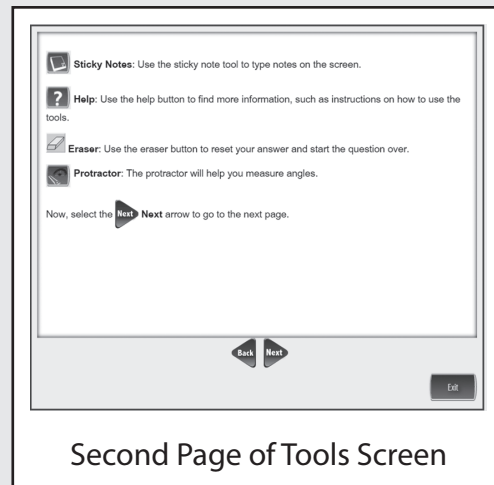 Sticky Notes: Use the sticky note tool to type notes on the screen.
? Help: Use the help button to find more information, such as instructions on how to use the
tools.
Eraser: Use the eraser button to reset your answer and start the question over.
Protractor: The protractor will help you measure angles.
Now, select the Next Next arrow to go to the next page.
Back Next
Exit
Second Page of Tools Screen